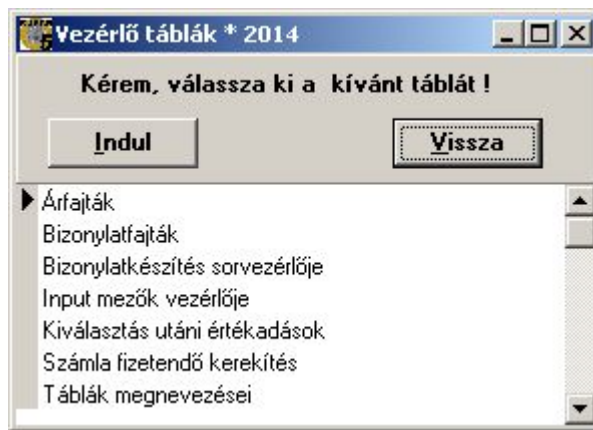 Vezérlő táblák * 2014
Kérem, válassza ki a kívánt táblát !
Indul
Vissza
Árfajták
Bizonylatfajták
Bizonylatkészítés sorvezérlője
Input mezők vezérlője
Kiválasztás utáni értékadások
Számla fizetendő kerekítés
Táblák megnevezései